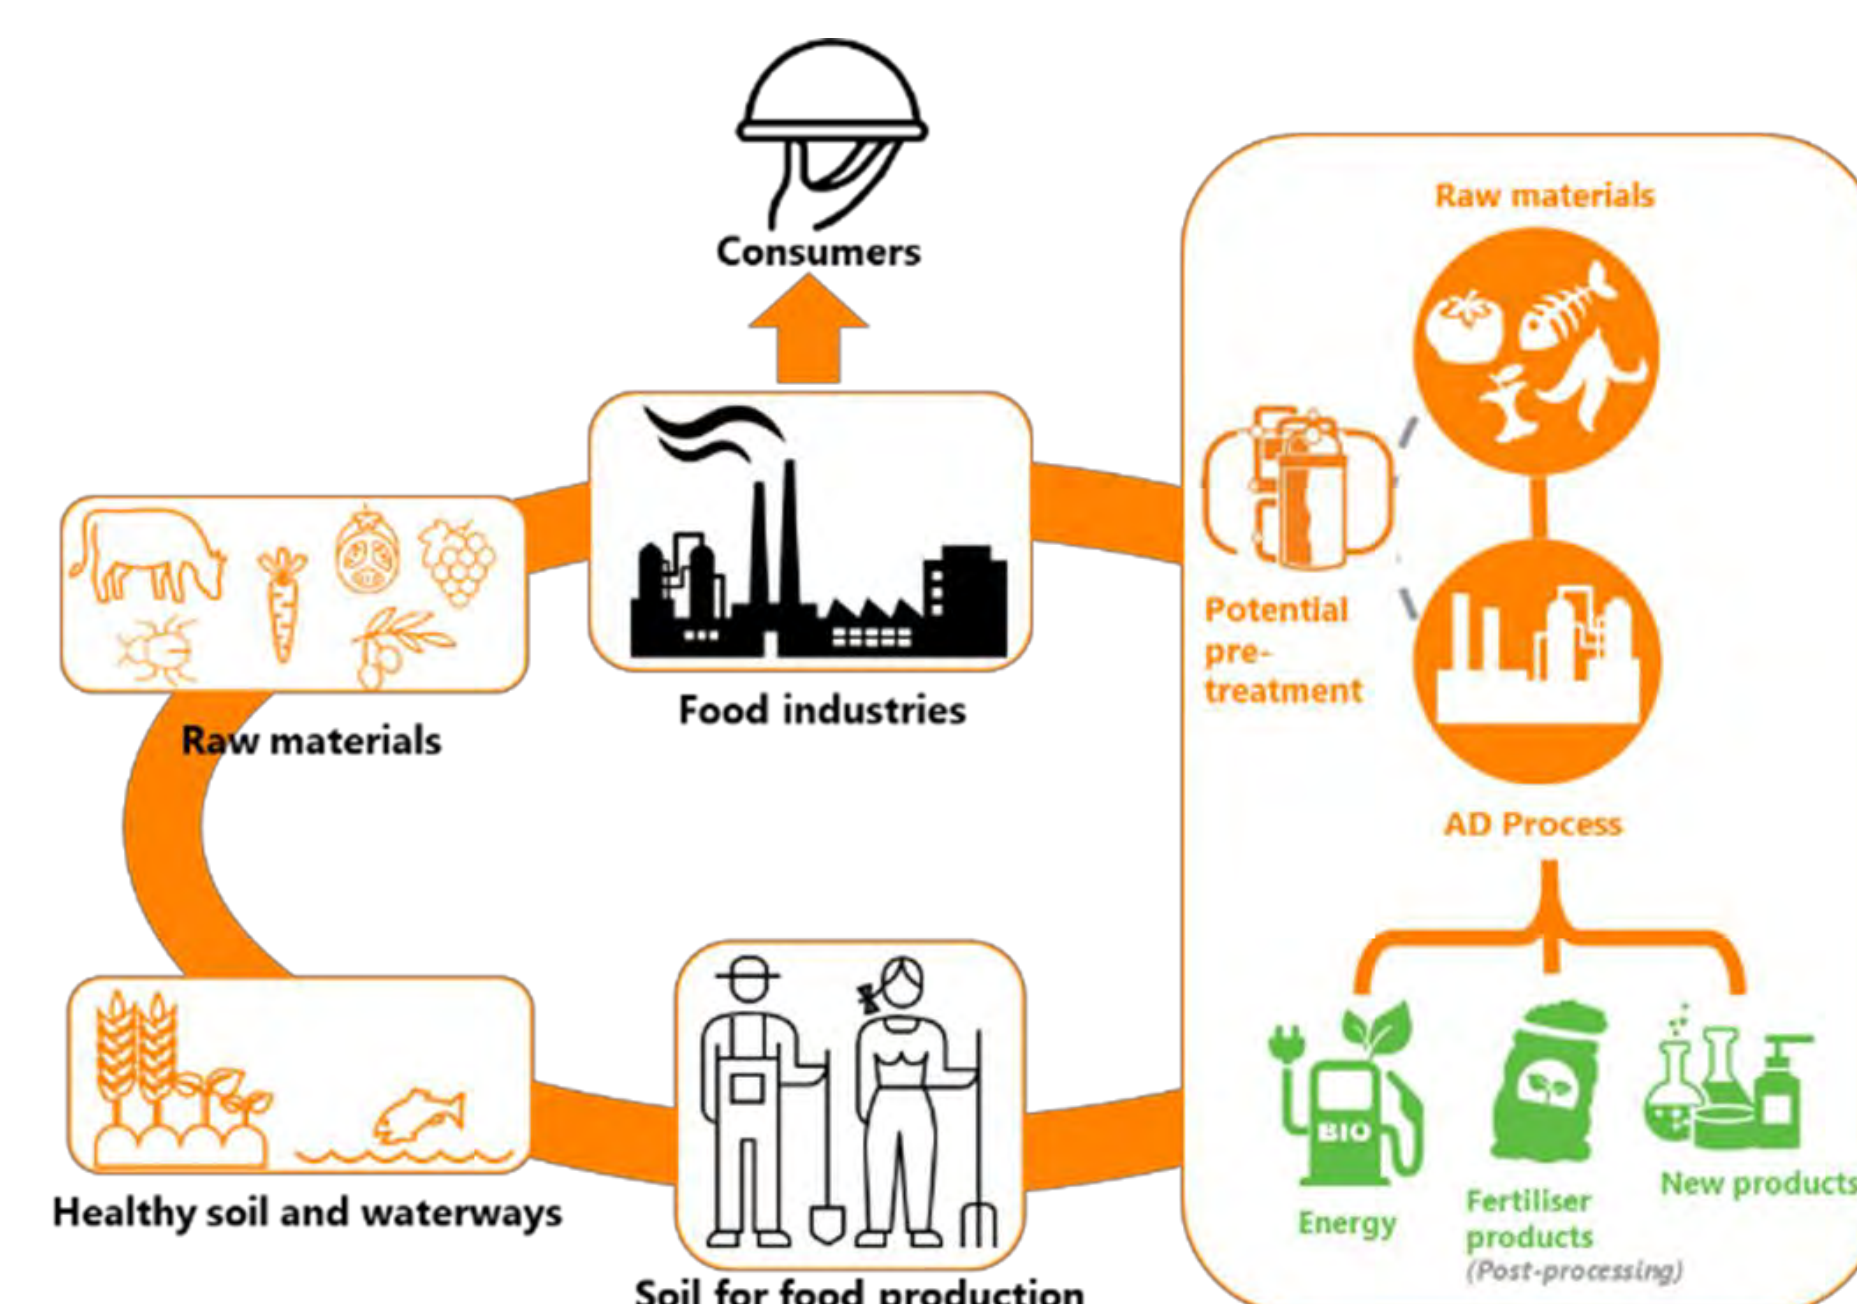 Consumers
Raw materials
Food industries
Raw materials
Potential
pre-
treatment
AD Process
BIO
Energy
Fertiliser
products
(Post-processing)
New products
Healthy soil and waterways
Soil for food production